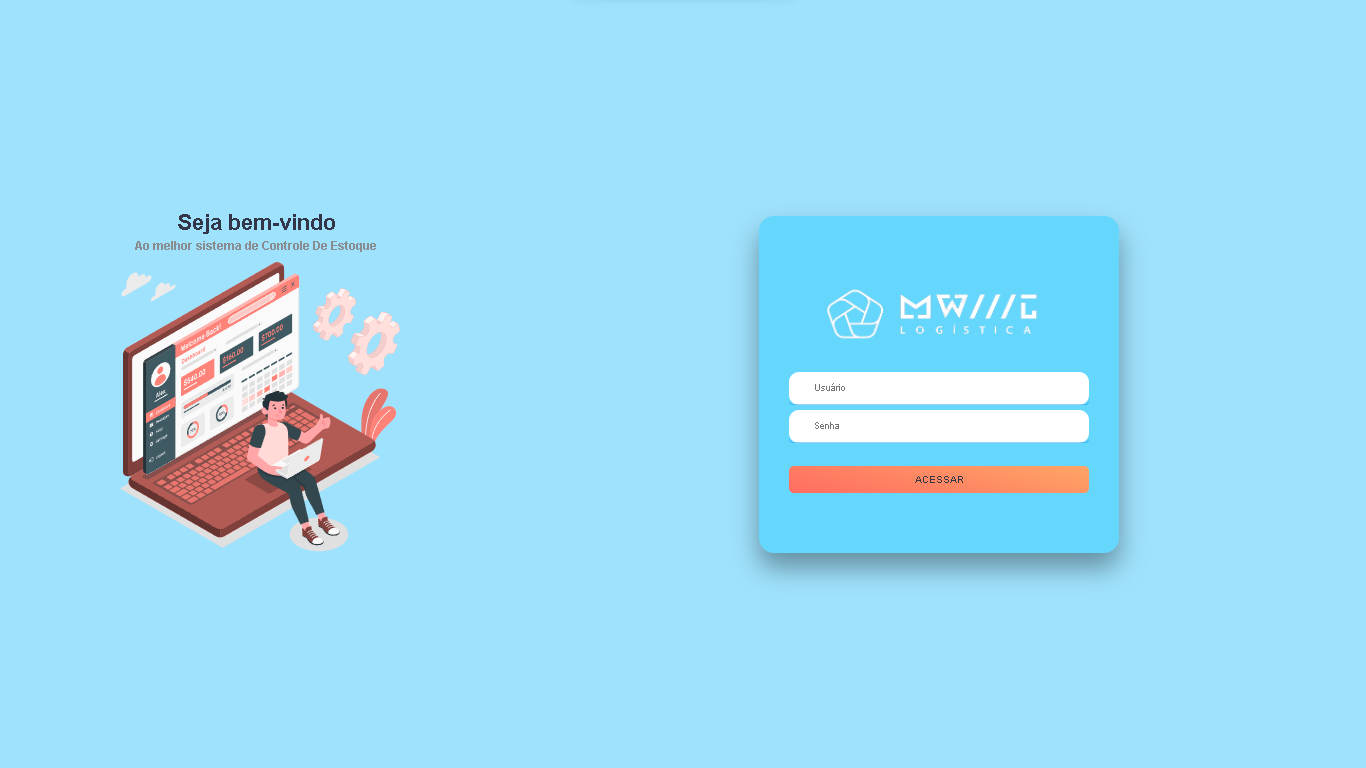 Seja bem-vindo
Ao melhor sistema de Controle De Estoque
Welcome Back!
Dashboard
$640.00
$160.00
$700.00
Alex
LOGÍSTICA
Usuário
Senha
ACESSAR